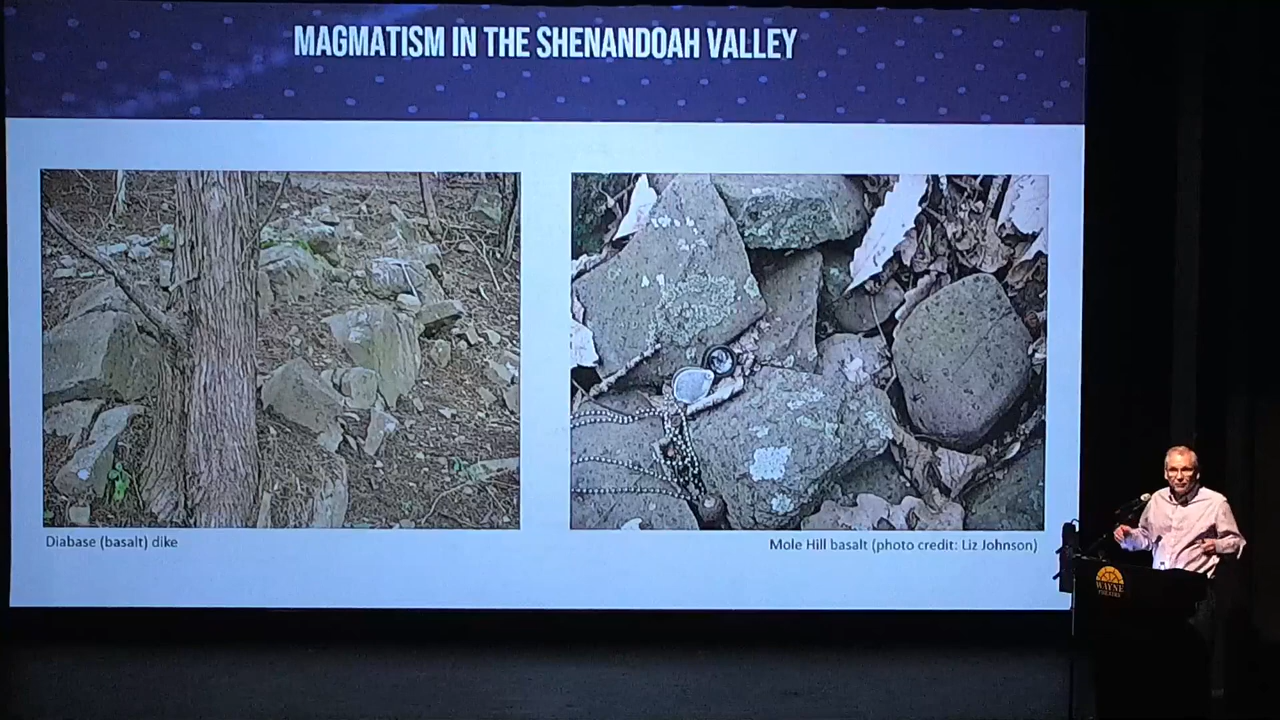 MAGMATISM IN THE SHENANDOAH VALLEY
Diabase (basalt) dike
Mole Hill basalt (photo credit: Liz Johnson)
WAYNE
THEATRE